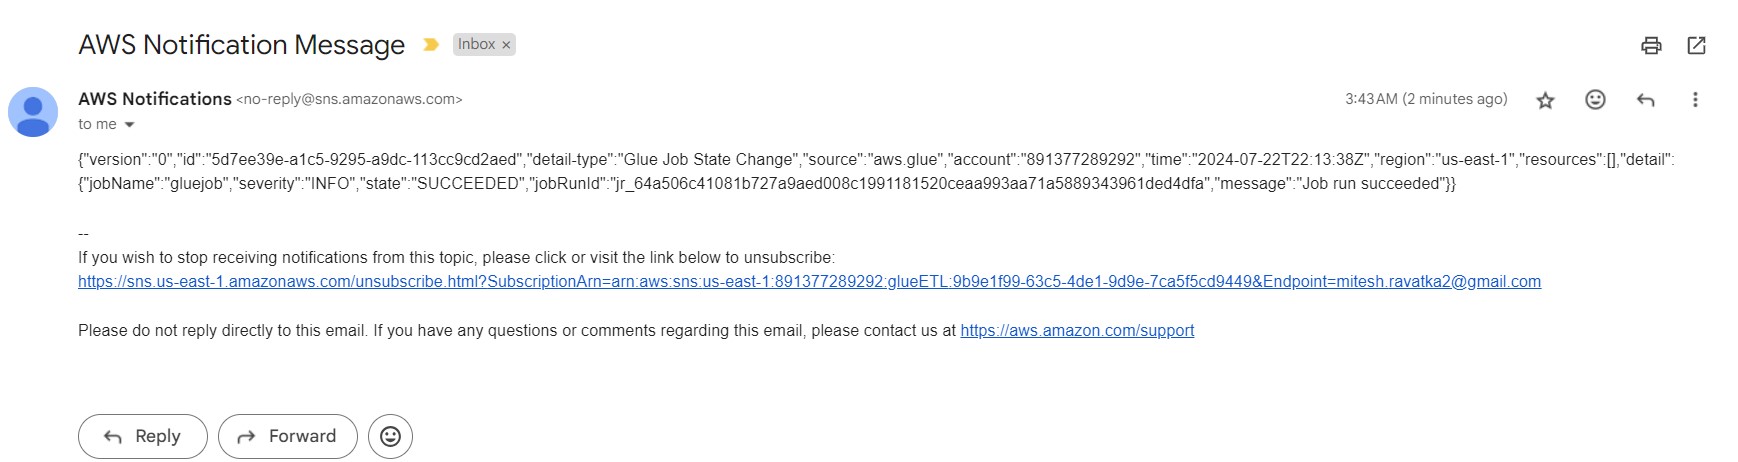 AWS Notification Message
Inbox ×
AWS Notifications <no-reply@sns.amazonaws.com>
3:43 AM (2 minutes ago)
to me
{"version":"0","id":"5d7ee39e-a1c5-9295-a9dc-113cc9cd2aed","detail-type":"Glue Job State Change","source":"aws.glue","account":"891377289292","time":"2024-07-22T22:13:38Z","region":"us-east-1","resources":[],"detail":
{"jobName":"gluejob","severity":"INFO","state":"SUCCEEDED","jobRunId":"jr_64a506c41081b727a9aed008c1991181520ceaa993aa71a5889343961ded4dfa","message":"Job run succeeded"}}
--
If you wish to stop receiving notifications from this topic, please click or visit the link below to unsubscribe:
https://sns.us-east-1.amazonaws.com/unsubscribe.html?SubscriptionArn=arn:aws:sns:us-east-1:891377289292:glueETL:9b9e1f99-63c5-4de1-9d9e-7ca5f5cd9449&Endpoint=mitesh.ravatka2@gmail.com
Please do not reply directly to this email. If you have any questions or comments regarding this email, please contact us at https://aws.amazon.com/support
Reply
Forward